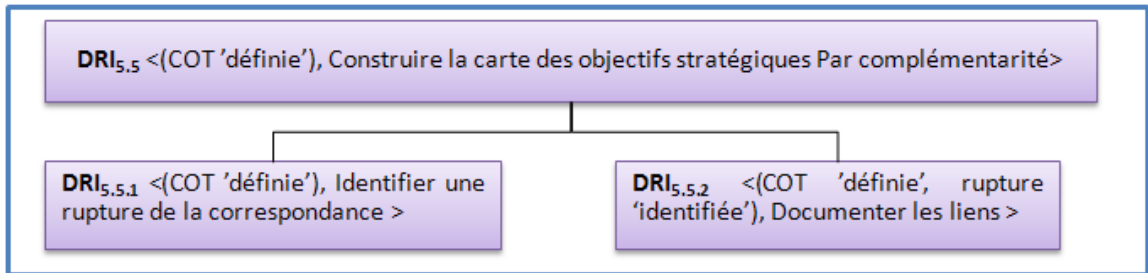 DRI5.5 <(COT ’définie’), Construire la carte des objectifs stratégiques Par complémentarité>
DRI5.5.1 <(COT ’définie’), Identifier une
rupture de la correspondance >
DRI5.5.2 <(COT ’définie’, rupture
‘identifiée’), Documenter les liens >